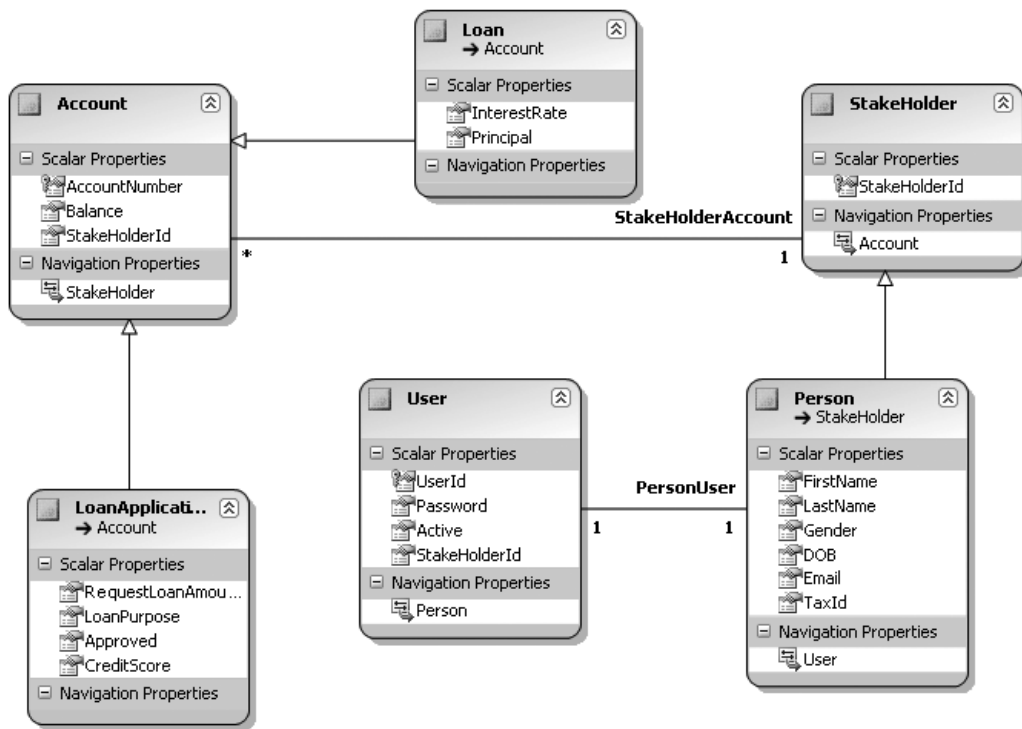 Loan
→ Account
Scalar Properties
InterestRate
Principal
Navigation Properties
Account
Scalar Properties
AccountNumber
Balance
StakeHolderId
Navigation Properties
StakeHolder
StakeHolder
Scalar Properties
StakeHolderId
Navigation Properties
Account
StakeHolderAccount
*
1
User
Scalar Properties
UserId
Password
Active
StakeHolderId
Navigation Properties
Person
PersonUser
1
1
Person
→ StakeHolder
Scalar Properties
FirstName
LastName
Gender
DOB
Email
TaxId
Navigation Properties
User
LoanApplicati...
→ Account
Scalar Properties
RequestLoanAmou...
LoanPurpose
Approved
CreditScore
Navigation Properties